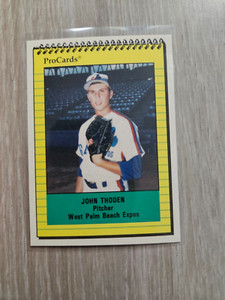 ProCards®
JOHN THODEN
Pitcher
West Palm Beach Expos